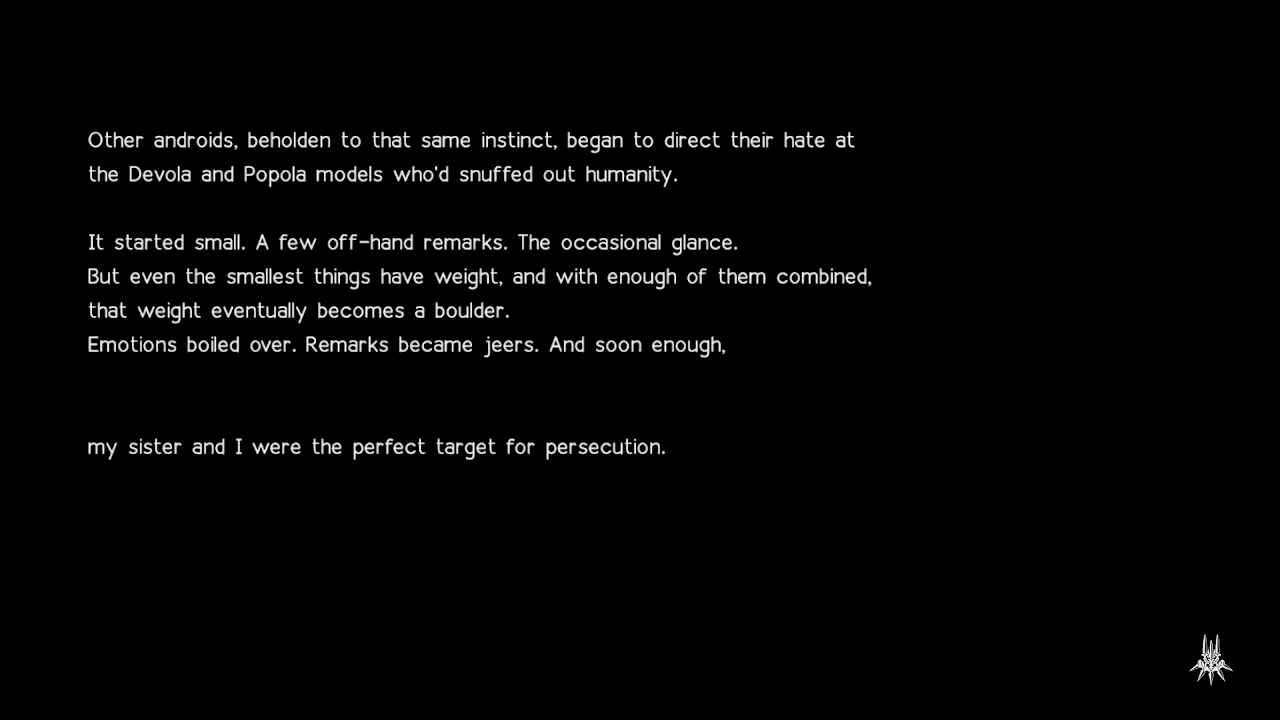 Other androids, beholden to that same instinct, began to direct their hate at
the Devola and Popola models who'd snuffed out humanity.
It started small. A few off-hand remarks. The occasional glance.
But even the smallest things have weight, and with enough of them combined,
that weight eventually becomes a boulder.
Emotions boiled over. Remarks became jeers. And soon enough,
my sister and I were the perfect target for persecution.